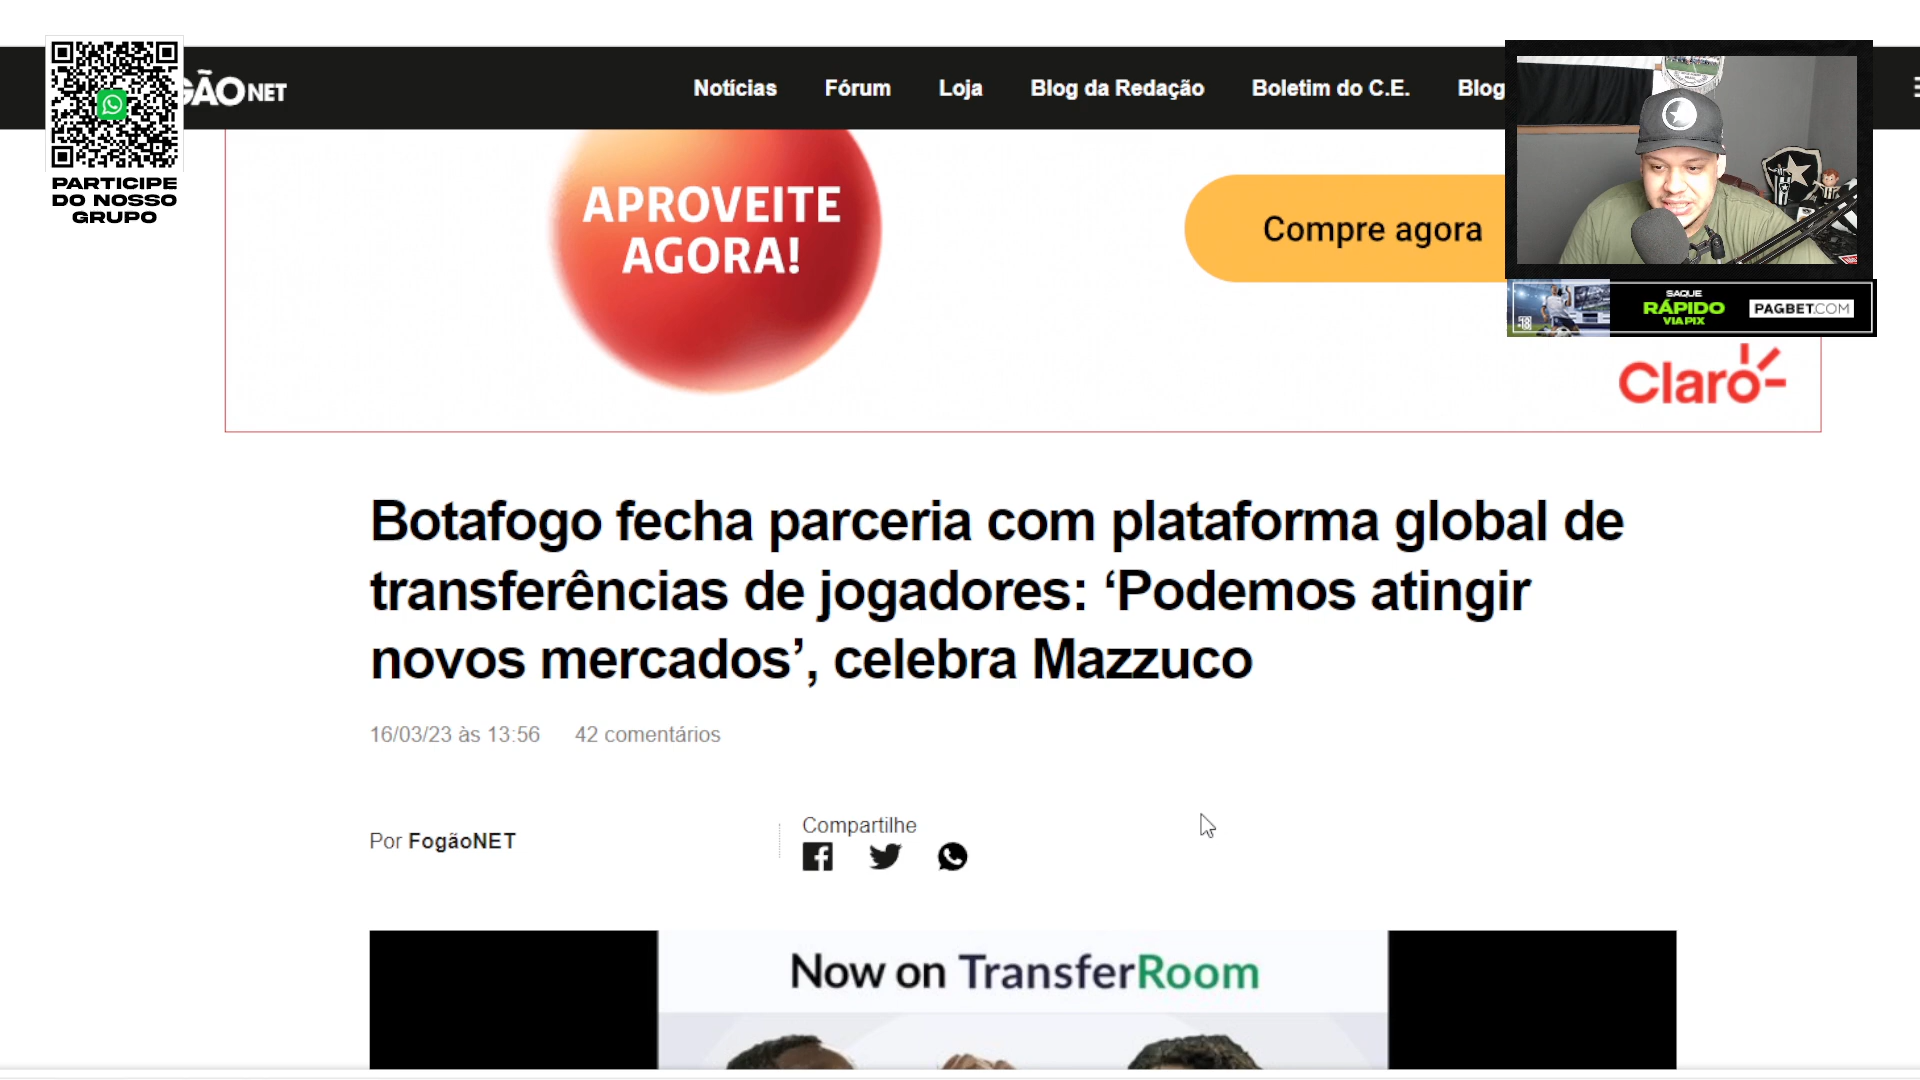 GÃO NET
Notícias
Fórum
Loja
Blog da Redação
Boletim do C.E.
Blog
PARTICIPE
DO NOSSO
GRUPO
APROVEITE
AGORA!
Compre agora
SAQUE
RÁPIDO
VIA PIX
PAGBET.COM
Claro
Botafogo fecha parceria com plataforma global de
transferências de jogadores: ‘Podemos atingir
novos mercados’, celebra Mazzuco
16/03/23 às 13:56
42 comentários
Por FogãoNET
Compartilhe
Now on TransferRoom